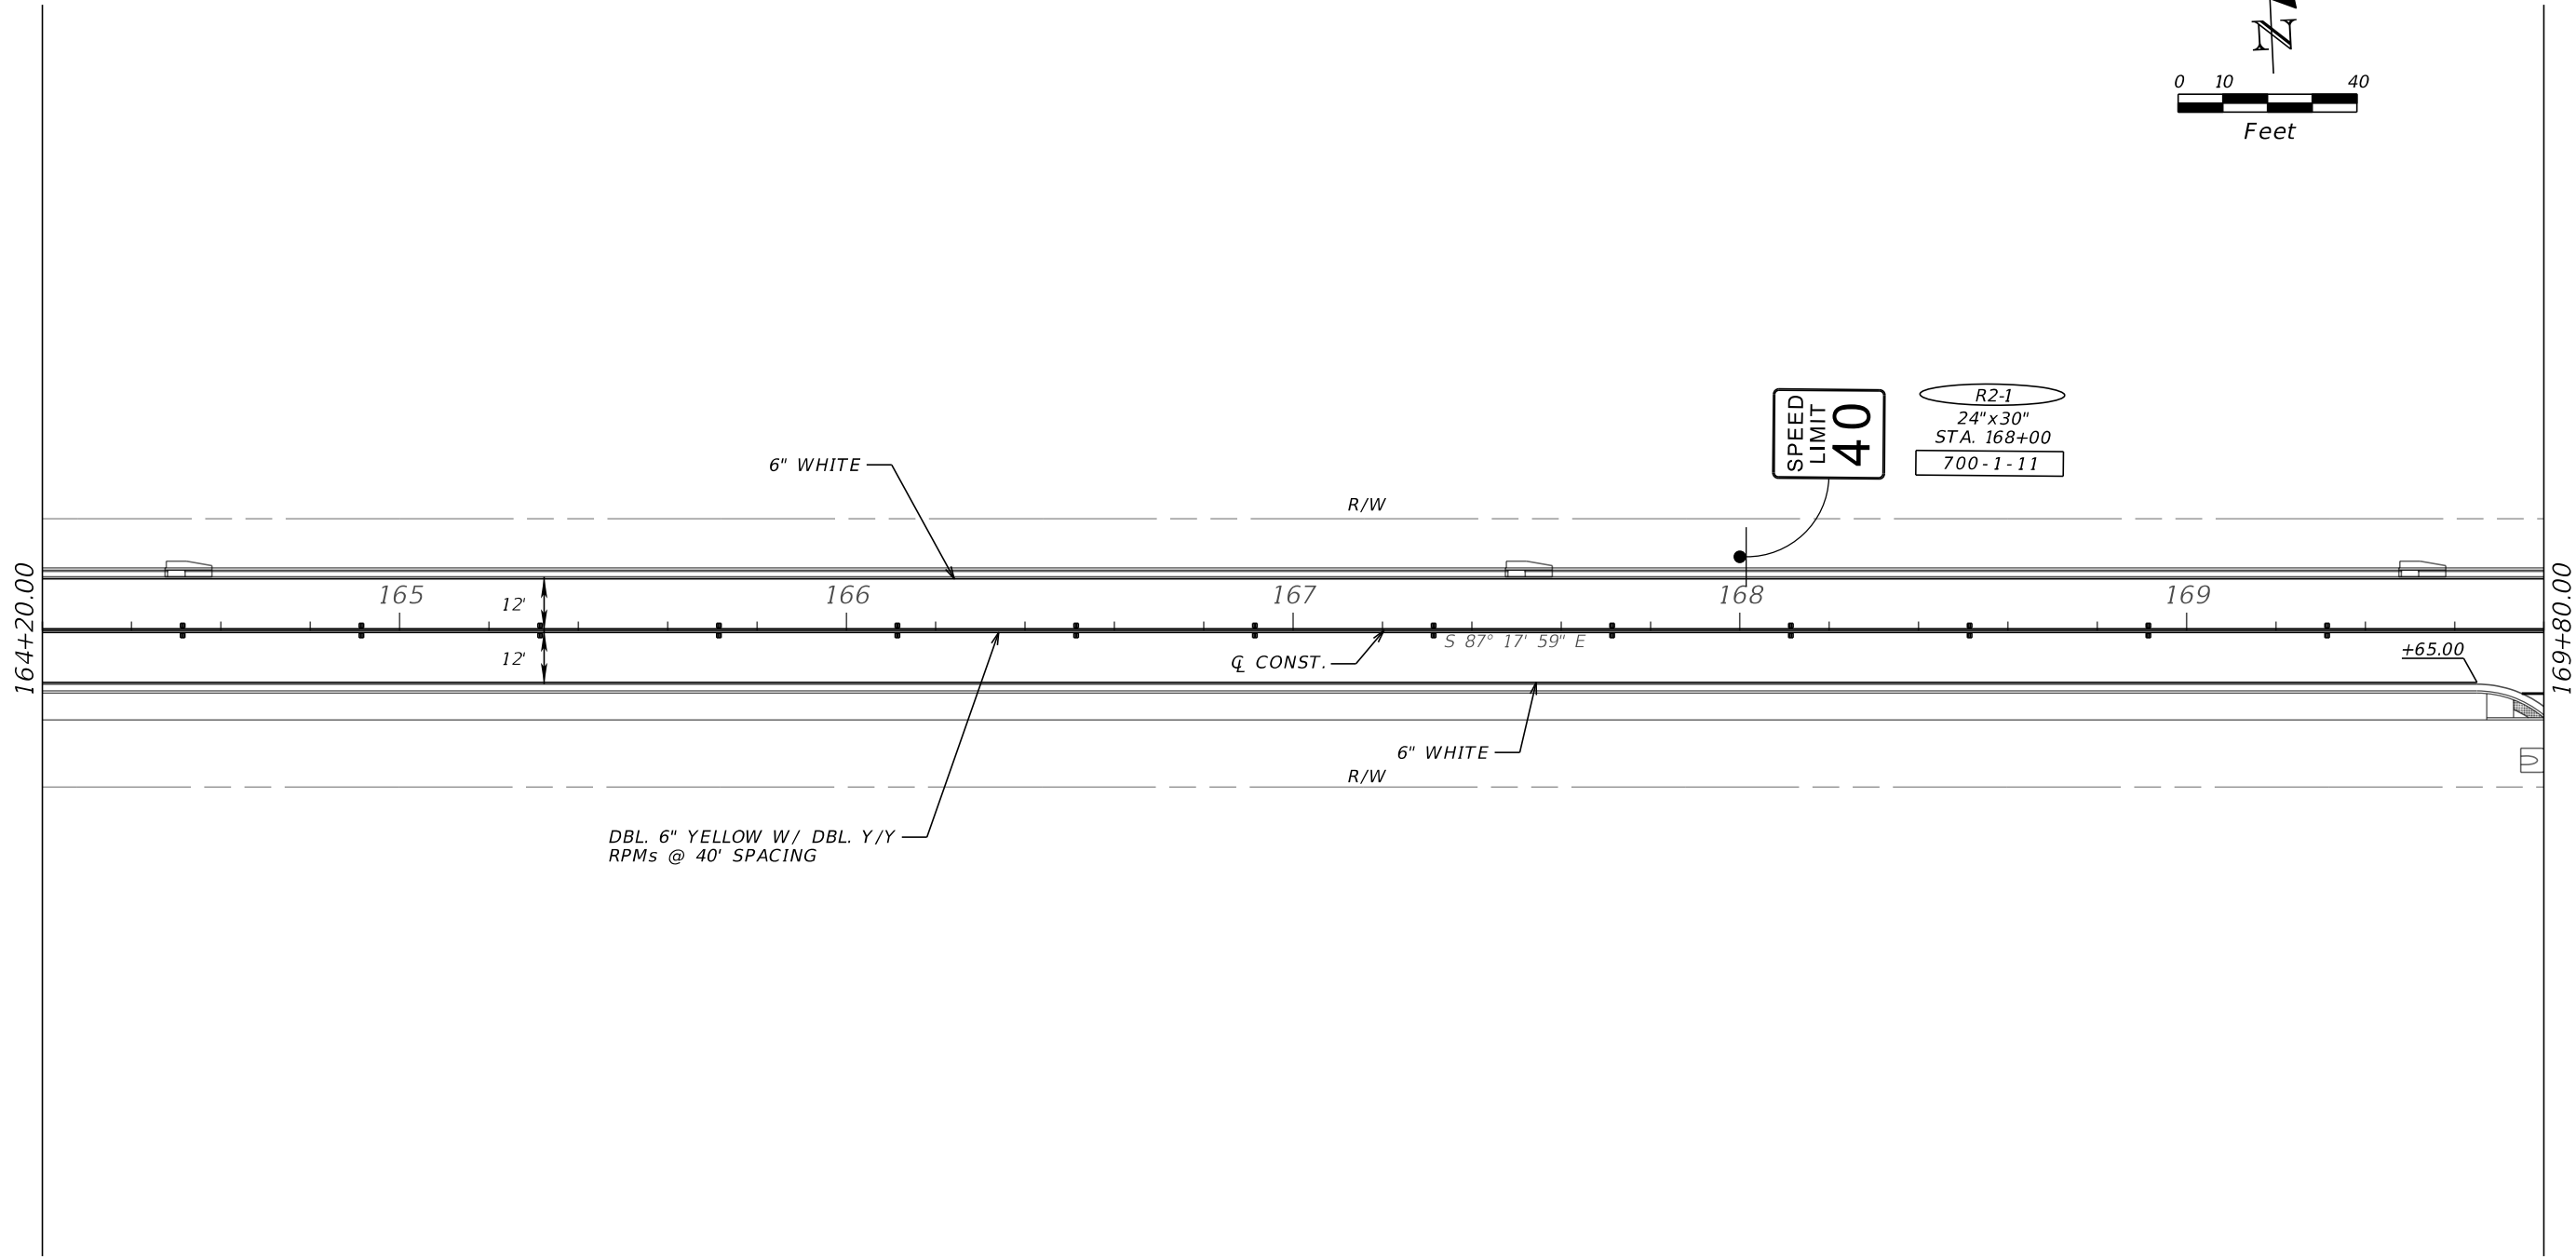 N
0 10 40
Feet
SPEED
LIMIT
40
R2-1
24"x30"
STA. 168+00
700-1-11
6" WHITE
R/W
164+20.00
165 166 167 168 169
169+80.00
12'
12'
S 87° 17' 59" E
℄ CONST.
+65.00
6" WHITE
R/W
DBL. 6" YELLOW W/ DBL. Y/Y
RPMs @ 40' SPACING